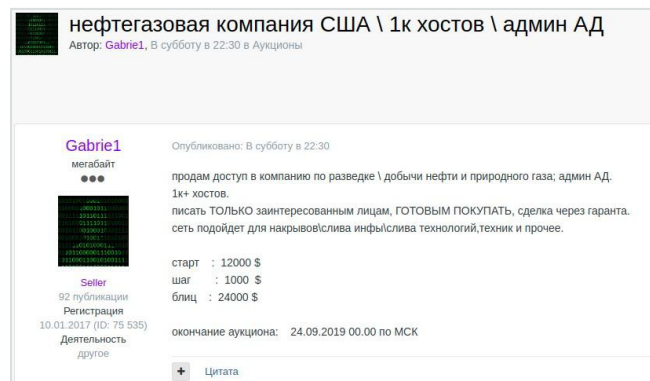 нефтегазовая компания США \ 1к хостов \ админ АД
Автор: Gabrie1, В субботу в 22:30 в Аукционы
Gabrie1
мегабайт
Seller
92 публикации
Регистрация
10.01.2017 (ID: 75 535)
Деятельность
другое
Опубликовано: В субботу в 22:30
продам доступ в компанию по разведке \ добычи нефти и природного газа; админ АД.
1к+ хостов.
писать ТОЛЬКО заинтересованным лицам, ГОТОВЫМ ПОКУПАТЬ, сделка через гаранта.
сеть подойдет для накрывов\слива инфы\слива технологий,техник и прочее.
старт : 12000 $
шаг : 1000 $
блиц : 24000 $
окончание аукциона: 24.09.2019 00.00 по МСК
+ Цитата